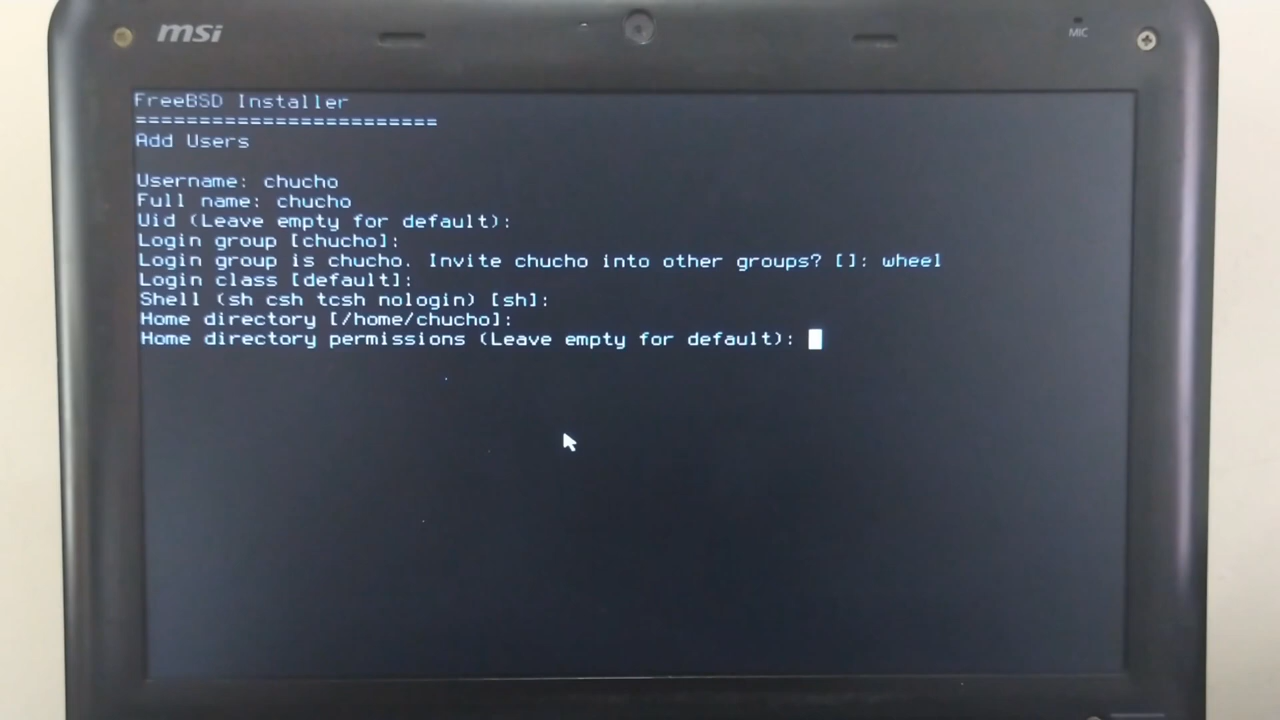 msi
MIC
FreeBSD Installer
========================
Add Users
Username: chucho
Full name: chucho
Uid (Leave empty for default):
Login group [chucho]:
Login group is chucho. Invite chucho into other groups? []: wheel
Login class [default]:
Shell (sh csh tcsh nologin) [sh]:
Home directory [/home/chucho]:
Home directory permissions (Leave empty for default):